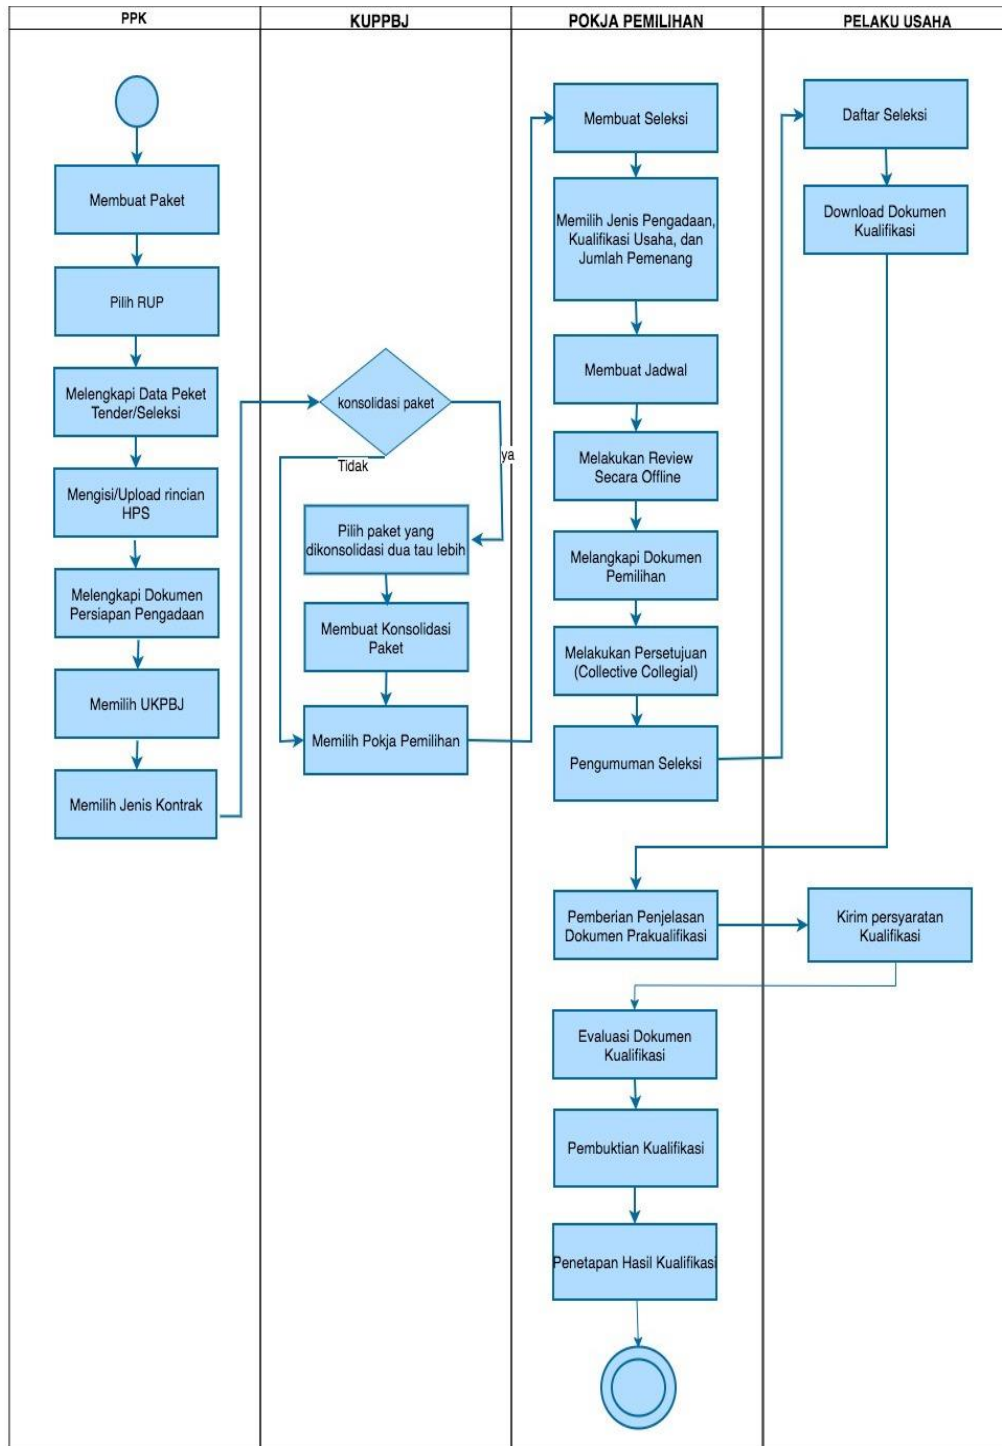 PPK
KUPPBJ
POKJA PEMILIHAN
PELAKU USAHA
Membuat Paket
Pilih RUP
Melengkapi Data Peket
Tender/Seleksi
Mengisi/Upload rincian
HPS
Melengkapi Dokumen
Persiapan Pengadaan
Memilih UKPBJ
Memilih Jenis Kontrak
konsolidasi paket
Tidak
ya
Pilih paket yang
dikonsolidasi dua tau lebih
Membuat Konsolidasi
Paket
Memilih Pokja Pemilihan
Membuat Seleksi
Memilih Jenis Pengadaan,
Kualifikasi Usaha, dan
Jumlah Pemenang
Membuat Jadwal
Melakukan Review
Secara Offline
Melangkapi Dokumen
Pemilihan
Melakukan Persetujuan
(Collective Collegial)
Pengumuman Seleksi
Daftar Seleksi
Download Dokumen
Kualifikasi
Pemberian Penjelasan
Dokumen Prakualifikasi
Kirim persyaratan
Kualifikasi
Evaluasi Dokumen
Kualifikasi
Pembuktian Kualifikasi
Penetapan Hasil Kualifikasi